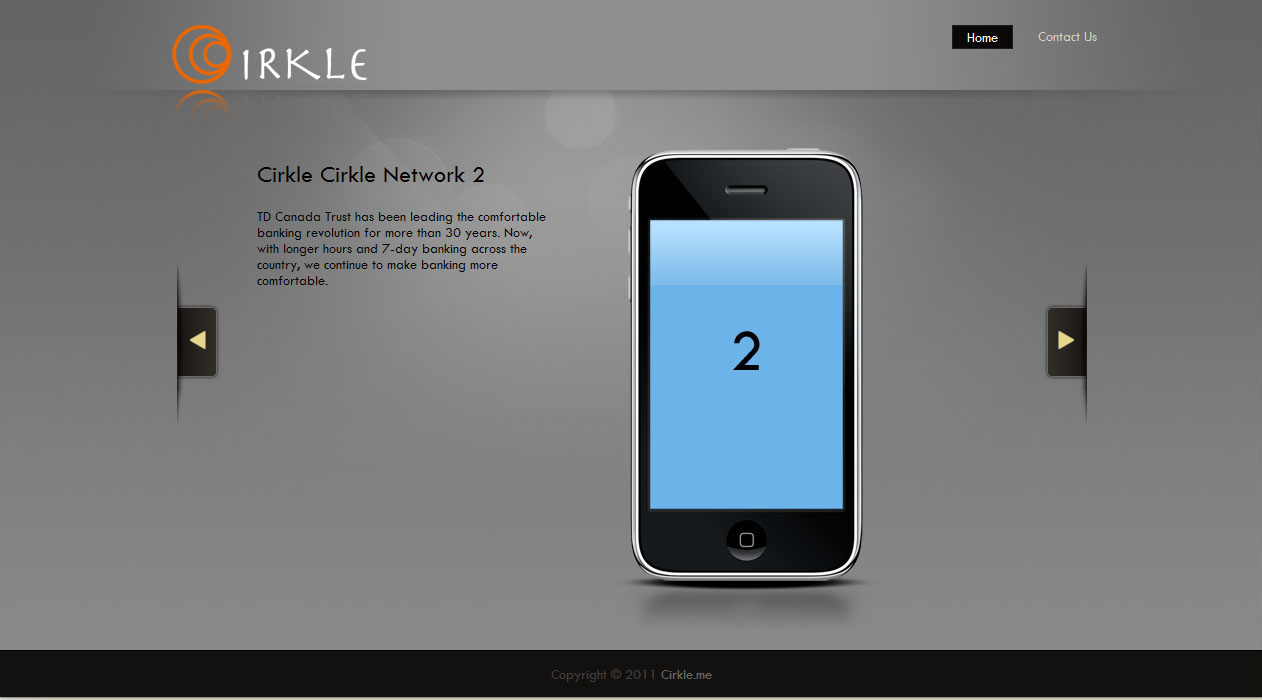 CIRKLE
Home
Contact Us
Cirkle Cirkle Network 2
TD Canada Trust has been leading the comfortable
banking revolution for more than 30 years. Now,
with longer hours and 7-day banking across the
country, we continue to make banking more
comfortable.
2
Copyright © 2011 Cirkle.me